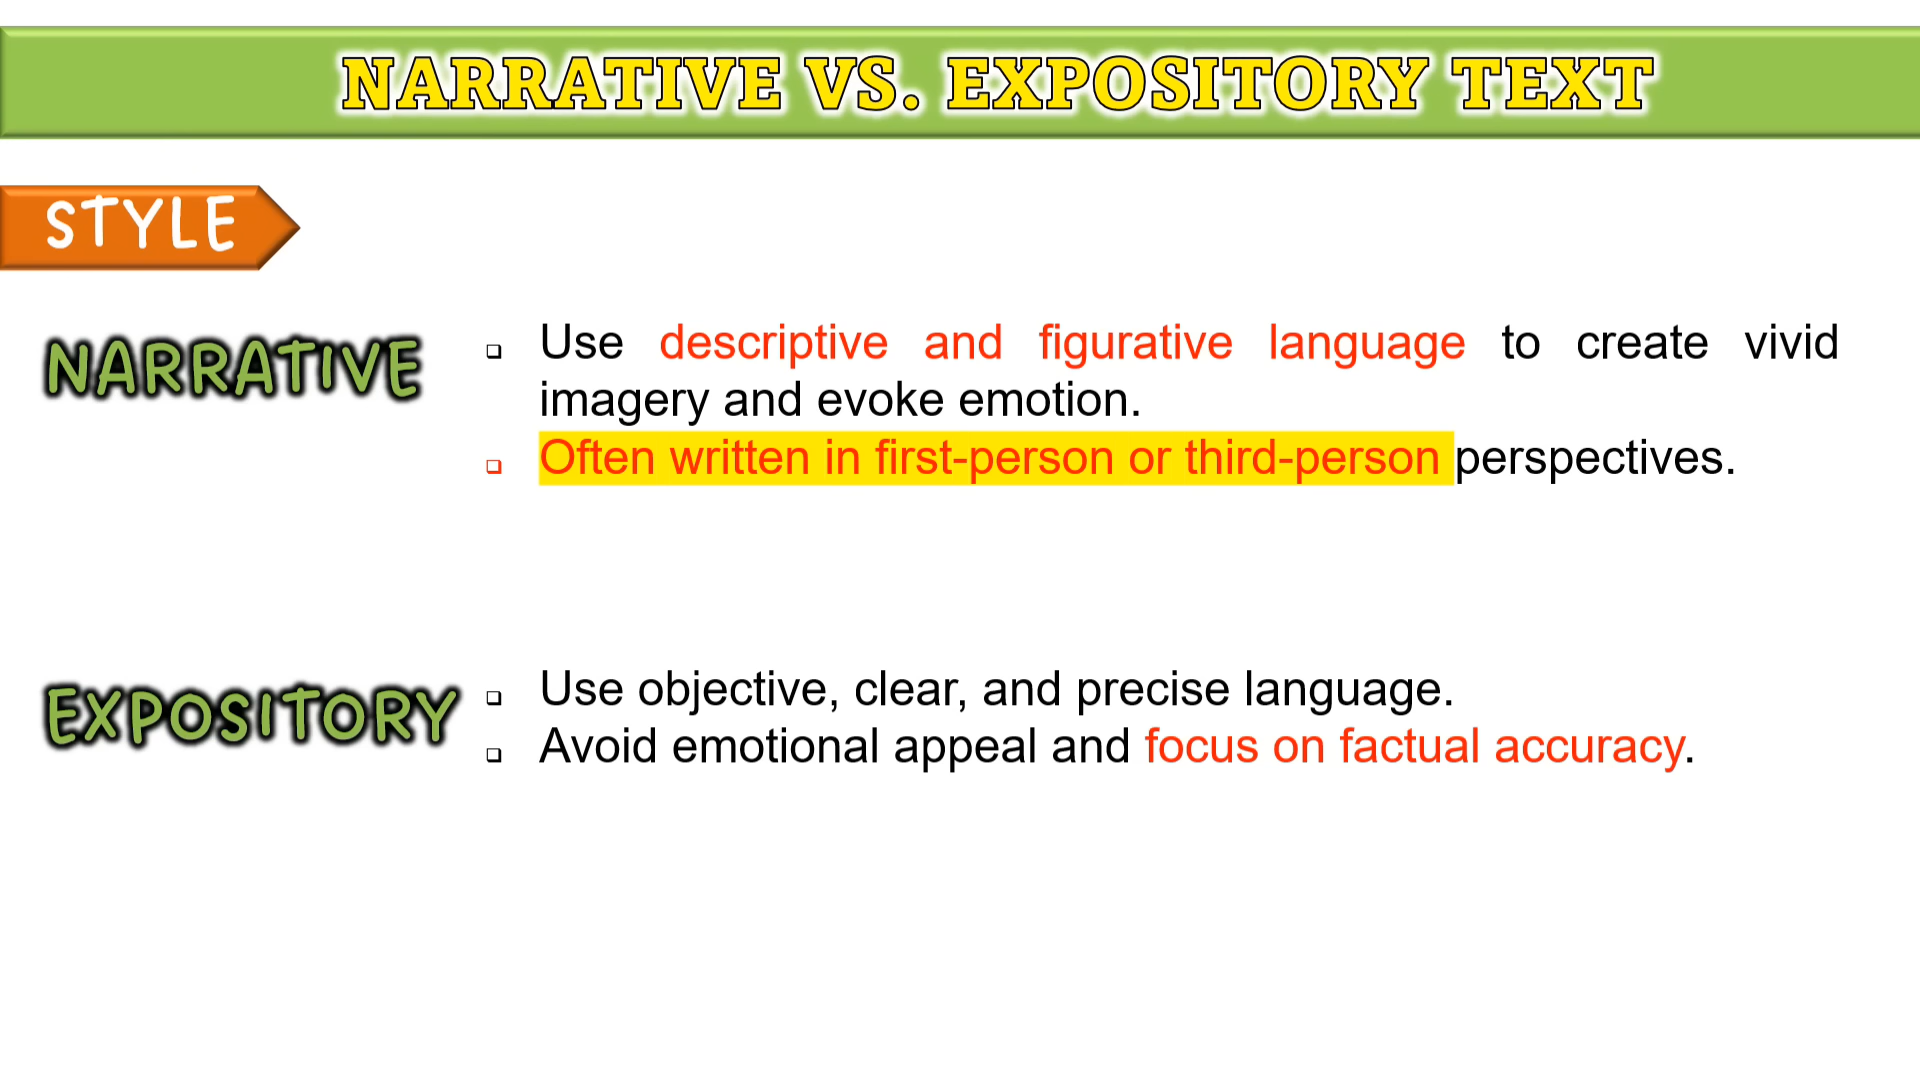 NARRATIVE VS. EXPOSITORY TEXT
STYLE
NARRATIVE
❑ Use descriptive and figurative language to create vivid
imagery and evoke emotion.
❑ Often written in first-person or third-person perspectives.
EXPOSITORY
❑ Use objective, clear, and precise language.
❑ Avoid emotional appeal and focus on factual accuracy.